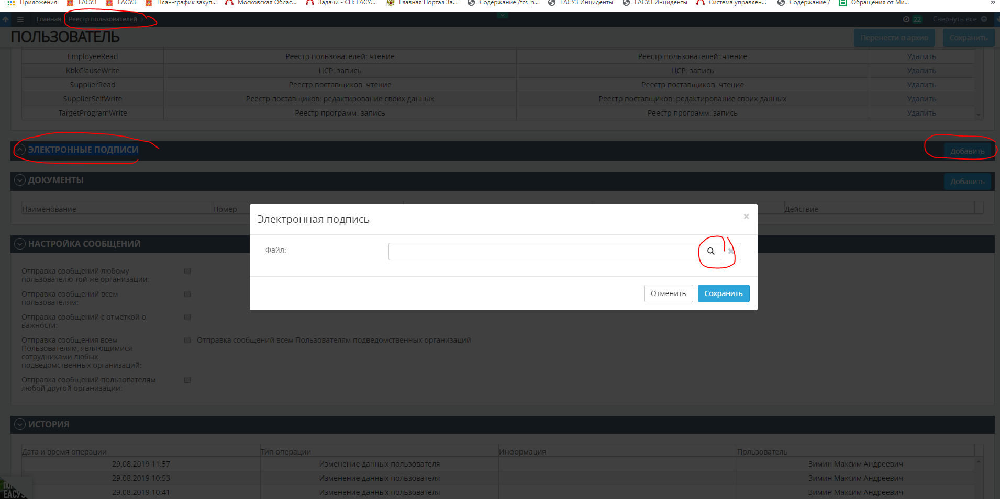 Приложения ЕАСУЗ ЕАСУЗ План-график закуп... Московская Облас... Задачи - СП: ЕАСУ... Главная Портал За... Содержание /fcs_n... ЕАСУЗ Инциденты ЕАСУЗ Инциденты Система управлен... Содержание / Обращения от Ми... »
Главная Реестр пользователей > 22 Свернуть все
ПОЛЬЗОВАТЕЛЬ Перенести в архив Сохранить
EmployeeRead Реестр пользователей: чтение Реестр пользователей: чтение Удалить
KbkClauseWrite ЦСР: запись ЦСР: запись Удалить
SupplierRead Реестр поставщиков: чтение Реестр поставщиков: чтение Удалить
SupplierSelfWrite Реестр поставщиков: редактирование своих данных Реестр поставщиков: редактирование своих данных Удалить
TargetProgramWrite Реестр программ: запись Реестр программ: запись Удалить
ЭЛЕКТРОННЫЕ ПОДПИСИ Добавить
ДОКУМЕНТЫ Добавить
Наименование Номер Действие
Электронная подпись ×
Файл:
Отменить Сохранить
НАСТРОЙКА СООБЩЕНИЙ
Отправка сообщений любому
пользователю той же организации:
Отправка сообщений всем
пользователям:
Отправка сообщений с отметкой о
важности:
Отправка сообщения всем
Пользователям, являющимися
сотрудниками любых
подведомственных организаций:
Отправка сообщений всем Пользователям подведомственных организаций
Отправка сообщений пользователям
любой другой организации:
ИСТОРИЯ
Дата и время операции Тип операции Информация Пользователь
29.08.2019 11:57 Изменение данных пользователя Зимин Максим Андреевич
29.08.2019 10:53 Изменение данных пользователя Зимин Максим Андреевич
29.08.2019 10:41 Изменение данных пользователя Зимин Максим Андреевич
ЕАСУЗ